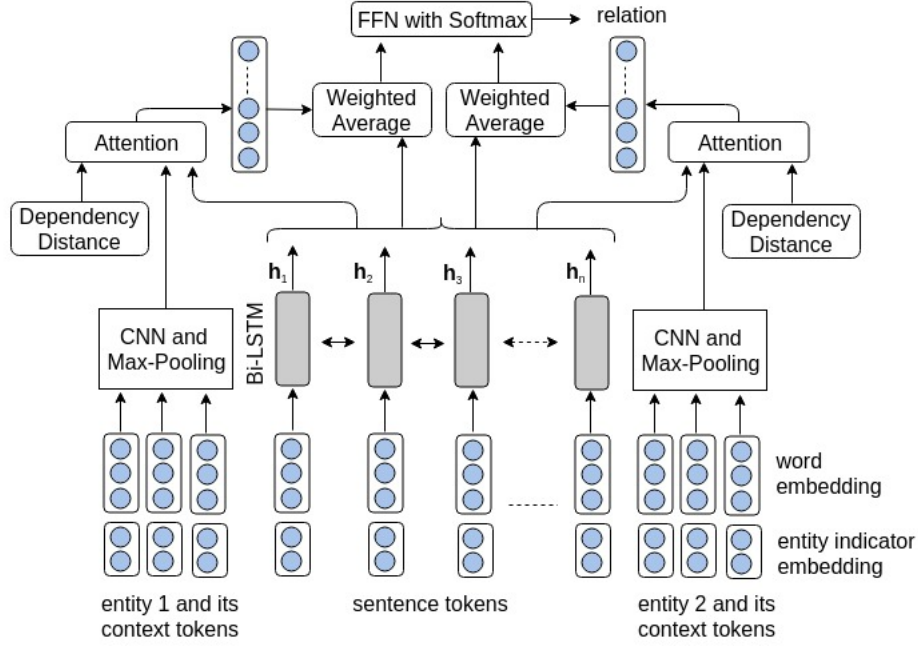 FFN with Softmax
relation
Weighted
Average
Weighted
Average
Attention
Attention
Dependency
Distance
Dependency
Distance
h1
h2
h3
hn
CNN and
Max-Pooling
Bi-LSTM
CNN and
Max-Pooling
word
embedding
entity indicator
embedding
entity 1 and its
context tokens
sentence tokens
entity 2 and its
context tokens